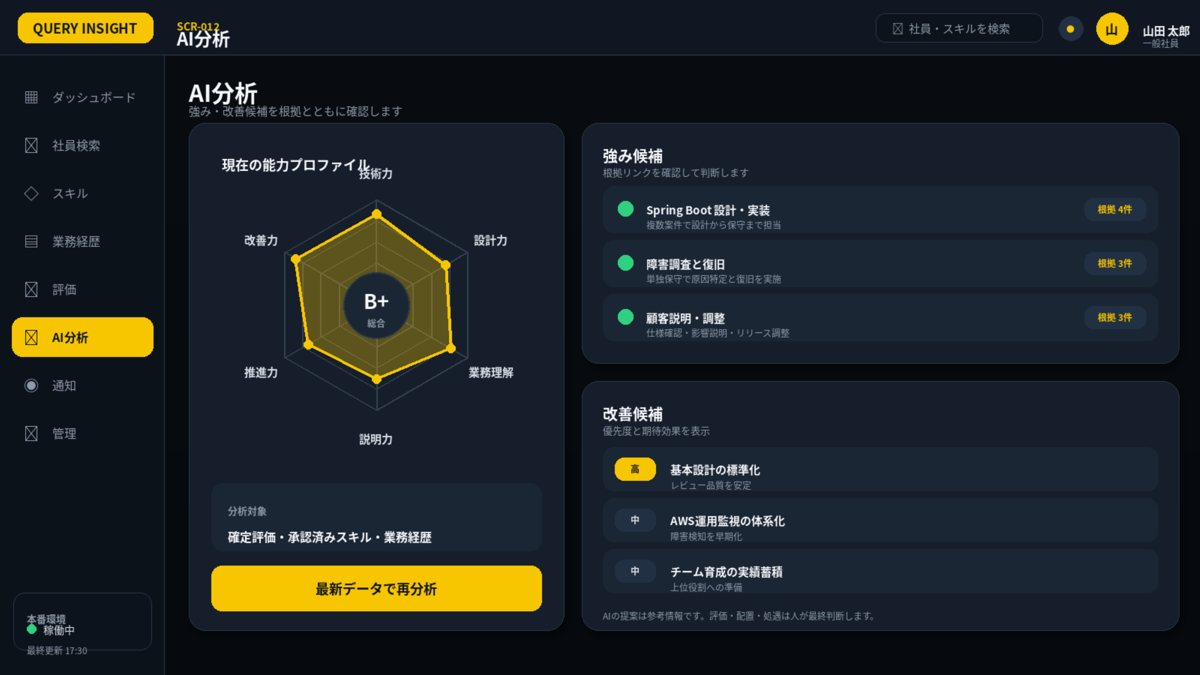 QUERY INSIGHT
SCR-012
AI分析
社員・スキルを検索
山
山田 太郎
一般社員
ダッシュボード
社員検索
スキル
業務経歴
評価
AI分析
通知
管理
本番環境
稼働中
最終更新 17:30
AI分析
強み・改善候補を根拠とともに確認します
現在の能力プロファイル
技術力
改善力
設計力
B+
総合
推進力
業務理解
説明力
分析対象
確定評価・承認済みスキル・業務経歴
最新データで再分析
強み候補
根拠リンクを確認して判断します
Spring Boot 設計・実装
複数案件で設計から保守まで担当
根拠 4件
障害調査と復旧
単独保守で原因特定と復旧を実施
根拠 3件
顧客説明・調整
仕様確認・影響説明・リリース調整
根拠 3件
改善候補
優先度と期待効果を表示
高
基本設計の標準化
レビュー品質を安定
中
AWS運用監視の体系化
障害検知を早期化
中
チーム育成の実績蓄積
上位役割への準備
AIの提案は参考情報です。評価・配置・処遇は人が最終判断します。